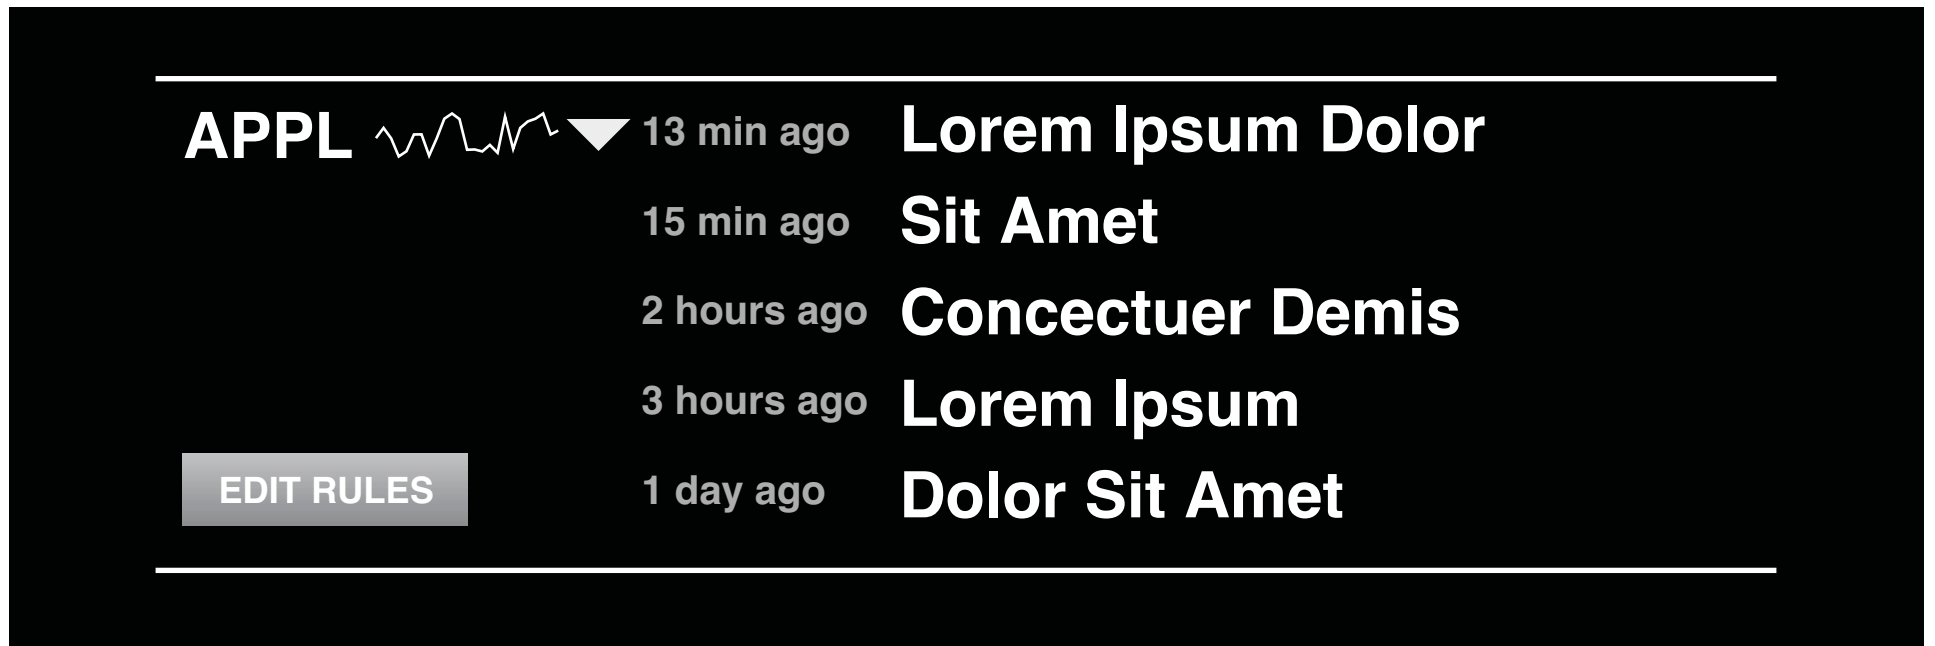 APPL 13 min ago Lorem Ipsum Dolor
15 min ago Sit Amet
2 hours ago Concectuer Demis
3 hours ago Lorem Ipsum
EDIT RULES 1 day ago Dolor Sit Amet